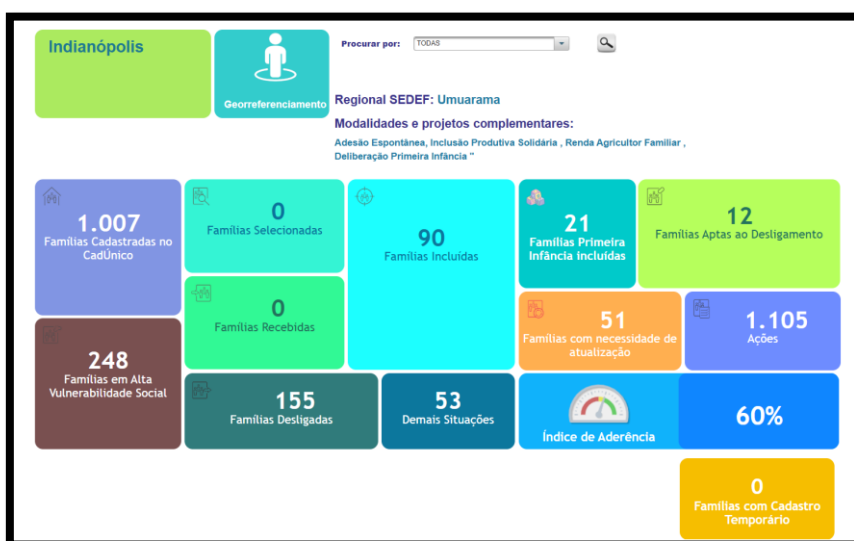 Indianópolis
Georreferenciamento
Procurar por: TODAS
Regional SEDEF: Umuarama
Modalidades e projetos complementares:
Adesão Espontânea, Inclusão Produtiva Solidária , Renda Agricultor Familiar ,
Deliberação Primeira Infância "
1.007
Famílias Cadastradas no
CadÚnico
0
Famílias Selecionadas
90
Famílias Incluídas
21
Famílias Primeira
Infância Incluídas
12
Famílias Aptas ao Desligamento
0
Famílias Recebidas
51
Famílias com necessidade de
atualização
1.105
Ações
248
Famílias em Alta
Vulnerabilidade Social
155
Famílias Desligadas
53
Demais Situações
Índice de Aderência
60%
0
Famílias com Cadastro
Temporário